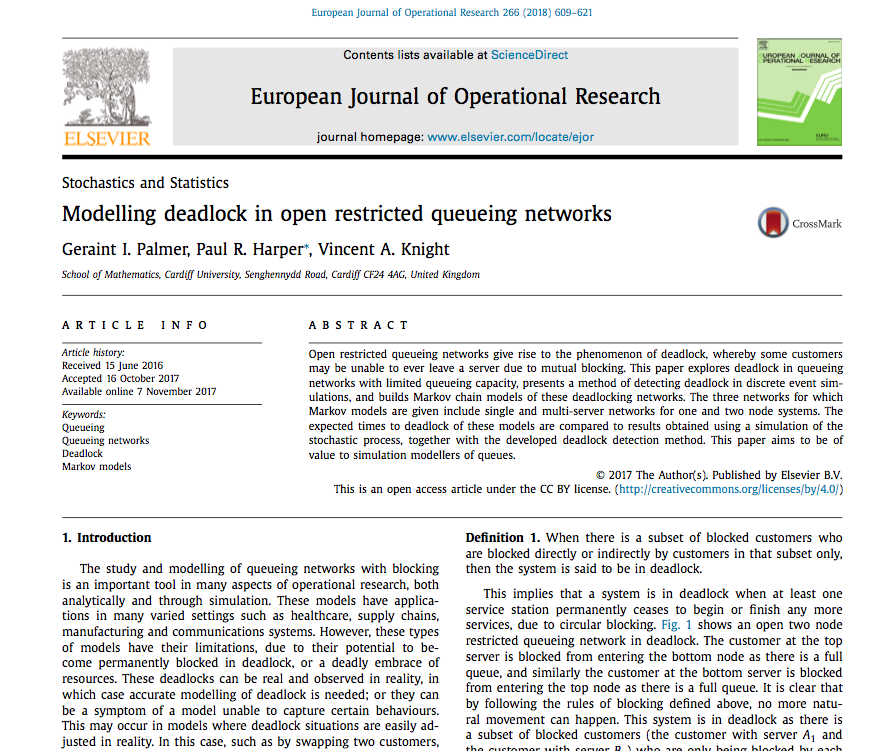 European Journal of Operational Research 266 (2018) 609–621
Contents lists available at ScienceDirect
European Journal of Operational Research
journal homepage: www.elsevier.com/locate/ejor
ELSEVIER
EUROPEAN JOURNAL OF
OPERATIONAL RESEARCH
Stochastics and Statistics
Modelling deadlock in open restricted queueing networks
CrossMark
Geraint I. Palmer, Paul R. Harper*, Vincent A. Knight
School of Mathematics, Cardiff University, Senghennydd Road, Cardiff CF24 4AG, United Kingdom
ARTICLE INFO
Article history:
Received 15 June 2016
Accepted 16 October 2017
Available online 7 November 2017
Keywords:
Queueing
Queueing networks
Deadlock
Markov models
ABSTRACT
Open restricted queueing networks give rise to the phenomenon of deadlock, whereby some customers
may be unable to ever leave a server due to mutual blocking. This paper explores deadlock in queueing
networks with limited queueing capacity, presents a method of detecting deadlock in discrete event sim-
ulations, and builds Markov chain models of these deadlocking networks. The three networks for which
Markov models are given include single and multi-server networks for one and two node systems. The
expected times to deadlock of these models are compared to results obtained using a simulation of the
stochastic process, together with the developed deadlock detection method. This paper aims to be of
value to simulation modellers of queues.
© 2017 The Author(s). Published by Elsevier B.V.
This is an open access article under the CC BY license. (http://creativecommons.org/licenses/by/4.0/)
1. Introduction
The study and modelling of queueing networks with blocking
is an important tool in many aspects of operational research, both
analytically and through simulation. These models have applica-
tions in many varied settings such as healthcare, supply chains,
manufacturing and communications systems. However, these types
of models have their limitations, due to their potential to be-
come permanently blocked in deadlock, or a deadly embrace of
resources. These deadlocks can be real and observed in reality, in
which case accurate modelling of deadlock is needed; or they can
be a symptom of a model unable to capture certain behaviours.
This may occur in models where deadlock situations are easily ad-
justed in reality. In this case, such as by swapping two customers,
Definition 1. When there is a subset of blocked customers who
are blocked directly or indirectly by customers in that subset only,
then the system is said to be in deadlock.
This implies that a system is in deadlock when at least one
service station permanently ceases to begin or finish any more
services, due to circular blocking. Fig. 1 shows an open two node
restricted queueing network in deadlock. The customer at the top
server is blocked from entering the bottom node as there is a full
queue, and similarly the customer at the bottom server is blocked
from entering the top node as there is a full queue. It is clear that
by following the rules of blocking defined above, no more natu-
ral movement can happen. This system is in deadlock as there is
a subset of blocked customers (the customer with server A1 and
the customer with server B1) who are only being blocked by each